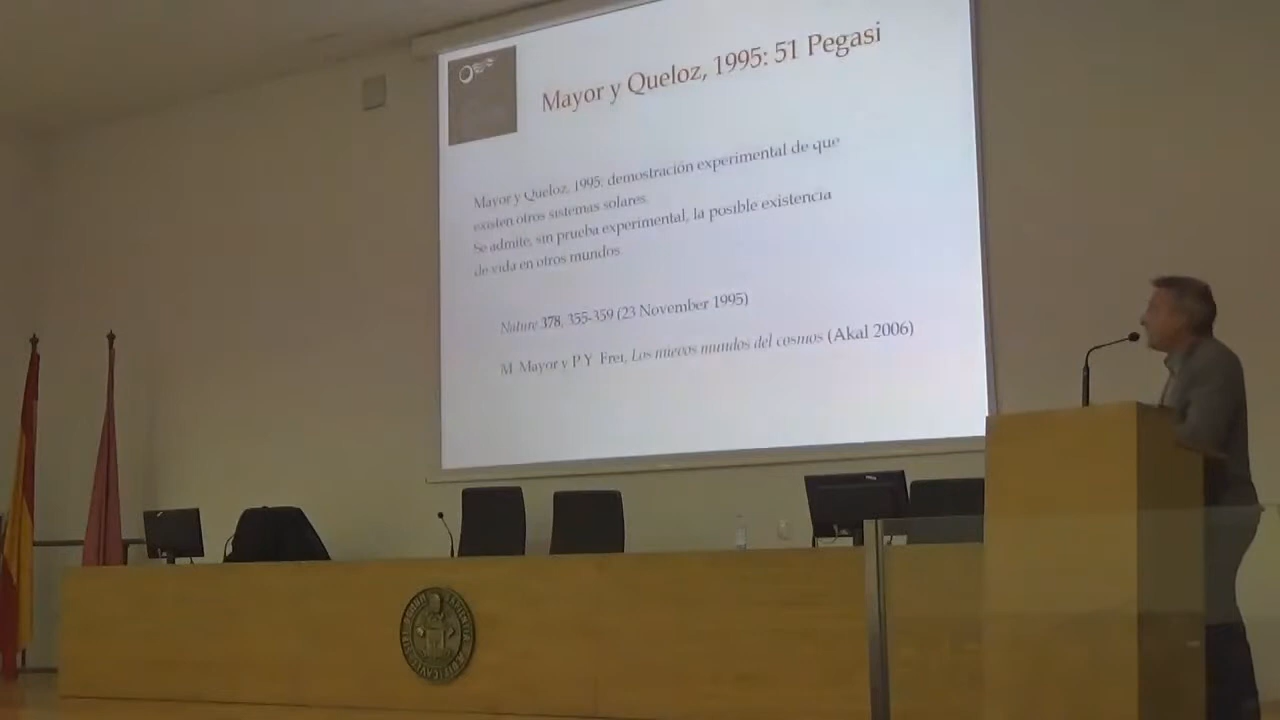 Mayor y Queloz, 1995: 51 Pegasi
Mayor y Queloz, 1995: demostración experimental de que
existen otros sistemas solares.
Se admite, sin prueba experimental, la posible existencia
de vida en otros mundos
Nature 378, 355-359 (23 November 1995)
M. Mayor y P.Y. Frei, Los nuevos mundos del cosmos (Akal 2006)